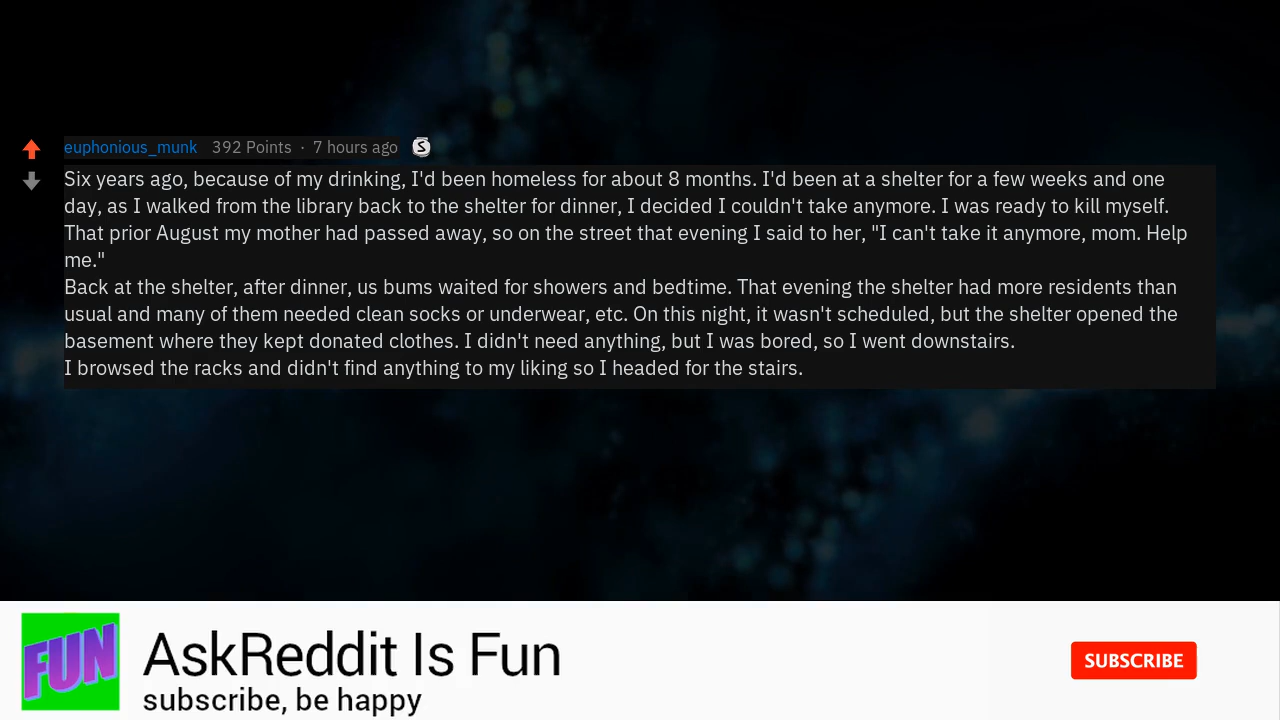 euphonious_munk 392 Points · 7 hours ago S
Six years ago, because of my drinking, I'd been homeless for about 8 months. I'd been at a shelter for a few weeks and one
day, as I walked from the library back to the shelter for dinner, I decided I couldn't take anymore. I was ready to kill myself.
That prior August my mother had passed away, so on the street that evening I said to her, "I can't take it anymore, mom. Help
me."
Back at the shelter, after dinner, us bums waited for showers and bedtime. That evening the shelter had more residents than
usual and many of them needed clean socks or underwear, etc. On this night, it wasn't scheduled, but the shelter opened the
basement where they kept donated clothes. I didn't need anything, but I was bored, so I went downstairs.
I browsed the racks and didn't find anything to my liking so I headed for the stairs.
FUN
AskReddit Is Fun
subscribe, be happy
SUBSCRIBE